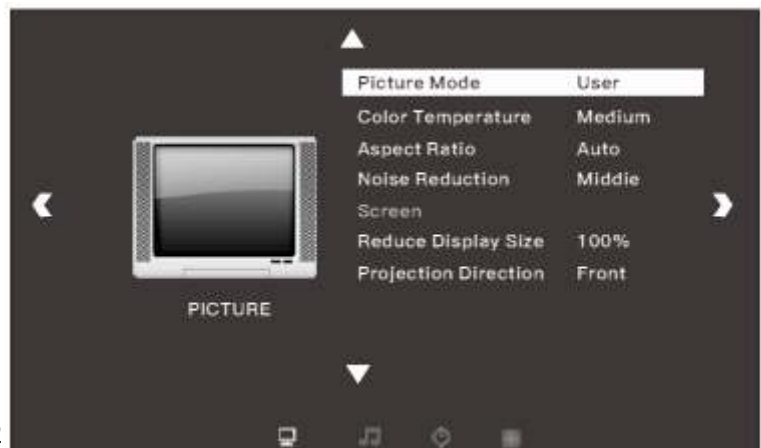 Picture Mode User
Color Temperature Medium
Aspect Ratio Auto
Noise Reduction Middie
Screen
Reduce Display Size 100%
Projection Direction Front
PICTURE